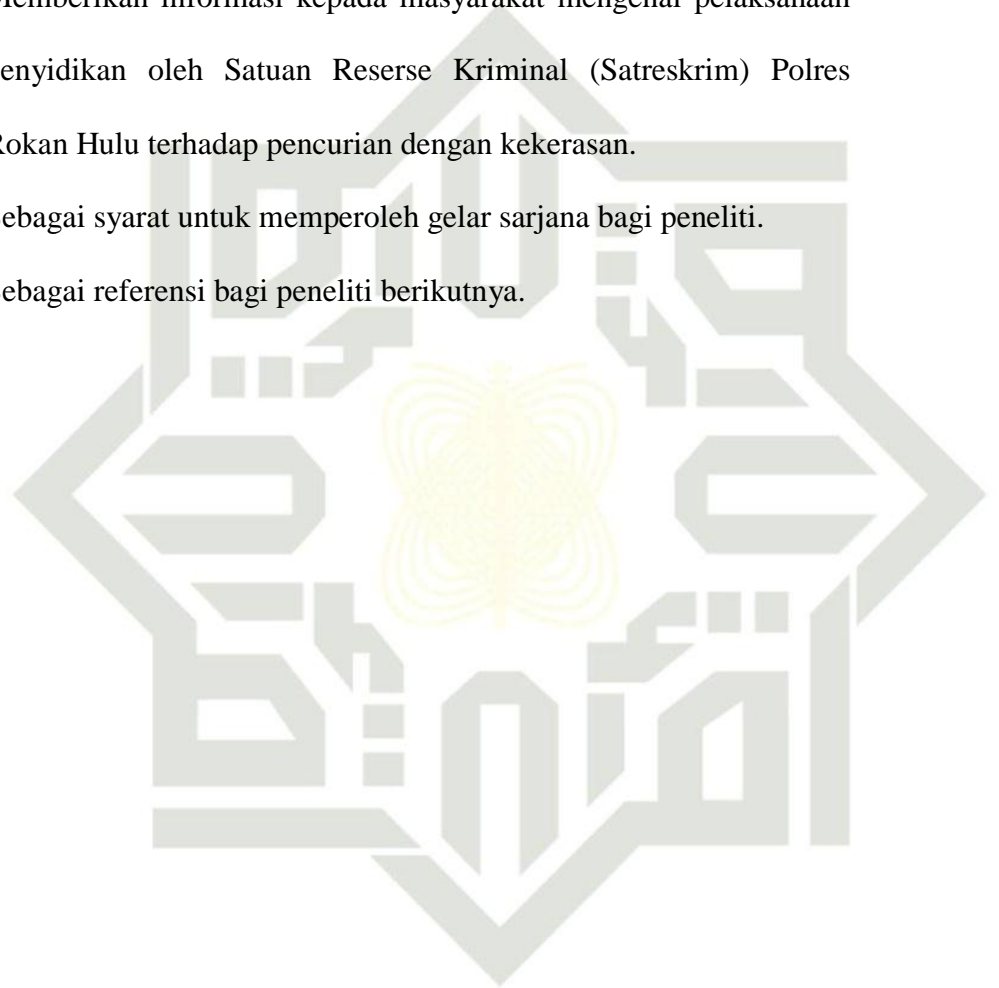 Memberikan informasi kepada masyarakat mengenai pelaksanaan
enyidikan oleh Satuan Reserse Kriminal (Satreskrim) Polres
Rokan Hulu terhadap pencurian dengan kekerasan.
ebagai syarat untuk memperoleh gelar sarjana bagi peneliti.
ebagai referensi bagi peneliti berikutnya.